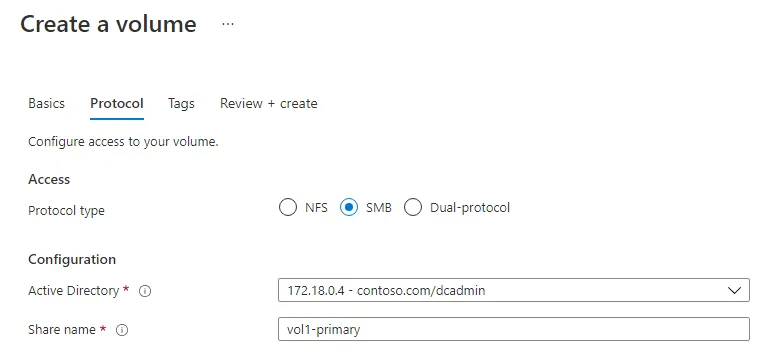 Create a volume ...
Basics Protocol Tags Review + create
Configure access to your volume.
Access
Protocol type NFS SMB Dual-protocol
Configuration
Active Directory * 172.18.0.4 - contoso.com/dcadmin
Share name * vol1-primary